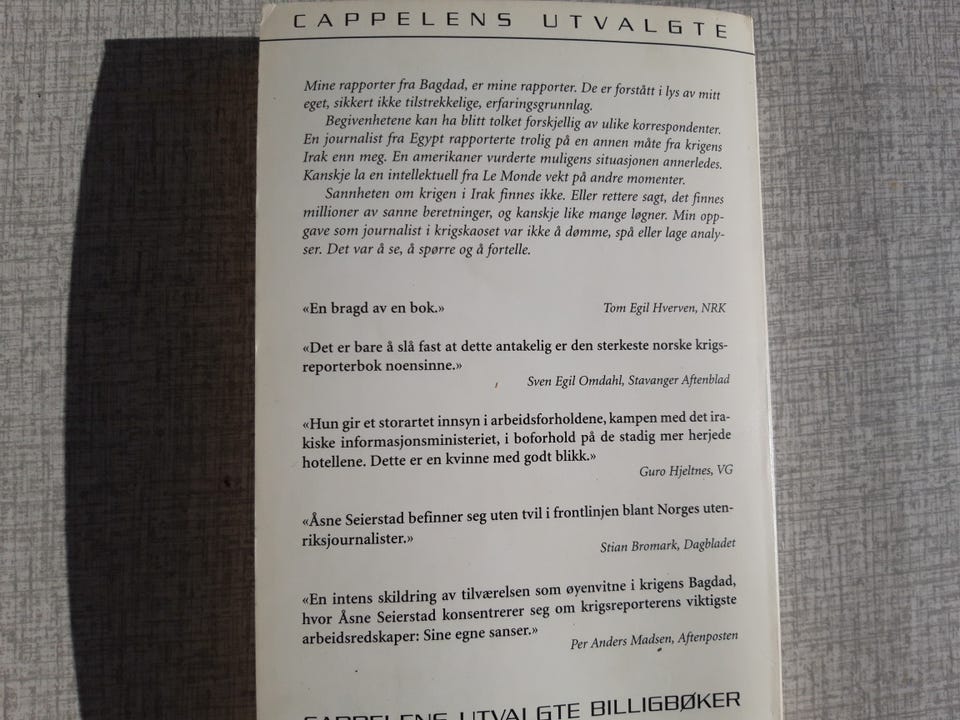 CAPPELENS UTVALGTE
Mine rapporter fra Bagdad, er mine rapporter. De er forstått i lys av mitt
eget, sikkert ikke tilstrekkelige, erfaringsgrunnlag.
Begivenhetene kan ha blitt tolket forskjellig av ulike korrespondenter.
En journalist fra Egypt rapporterte trolig på en annen måte fra krigens
Irak enn meg. En amerikaner vurderte muligens situasjonen annerledes.
Kanskje la en intellektuell fra Le Monde vekt på andre momenter.
Sannheten om krigen i Irak finnes ikke. Eller rettere sagt, det finnes
millioner av sanne beretninger, og kanskje like mange løgner. Min opp-
gave som journalist i krigskaoset var ikke å dømme, spå eller lage analy-
ser. Det var å se, å spørre og å fortelle.
«En bragd av en bok.» Tom Egil Hverven, NRK
«Det er bare å slå fast at dette antakelig er den sterkeste norske krigs-
reporterbok noensinne.»
Sven Egil Omdahl, Stavanger Aftenblad
«Hun gir et storartet innsyn i arbeidsforholdene, kampen med det ira-
kiske informasjonsministeriet, i boforhold på de stadig mer herjede
hotellene. Dette er en kvinne med godt blikk.»
Guro Hjeltnes, VG
«Åsne Seierstad befinner seg uten tvil i frontlinjen blant Norges uten-
riksjournalister.»
Stian Bromark, Dagbladet
«En intens skildring av tilværelsen som øyenvitne i krigens Bagdad,
hvor Åsne Seierstad konsentrerer seg om krigsreporterens viktigste
arbeidsredskaper: Sine egne sanser.»
Per Anders Madsen, Aftenposten
CAPPELENS UTVALGTE BILLIGBØKER